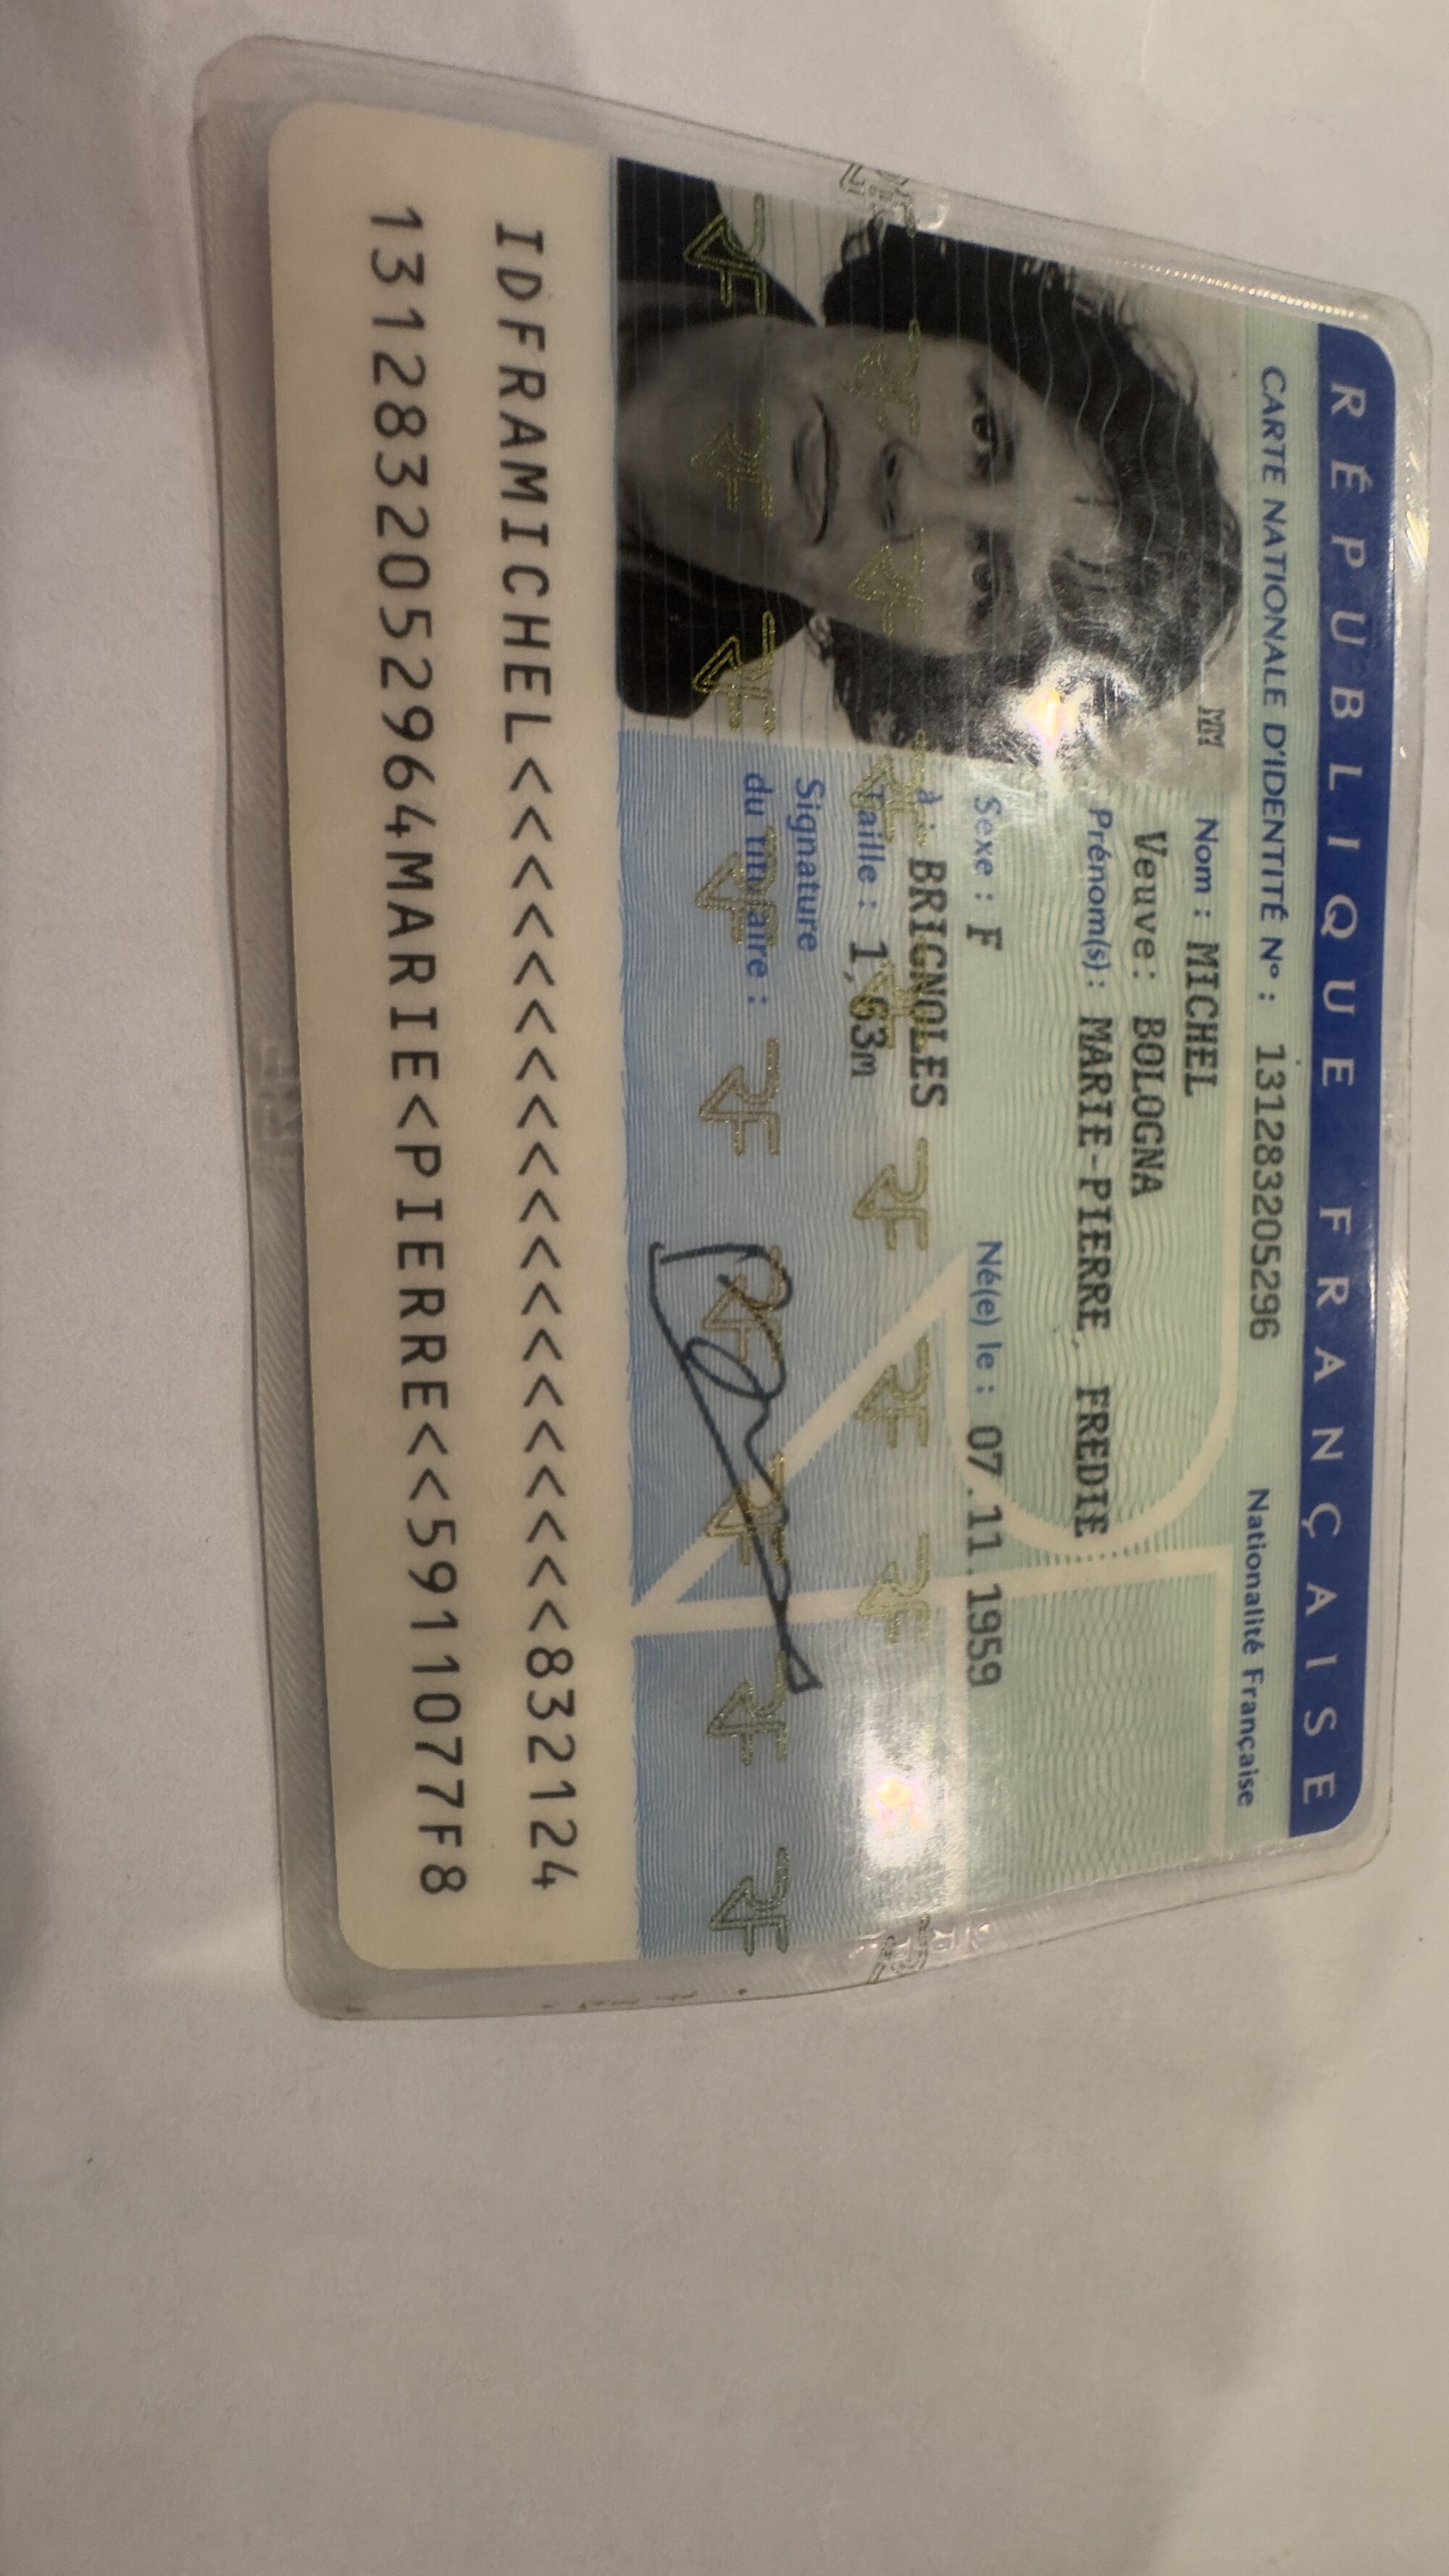 RÉPUBLIQUE FRANÇAISE
CARTE NATIONALE D'IDENTITÉ N° : 131283205296 Nationalité Française
MM
Nom : MICHEL
Veuve: BOLOGNA
Prénom(s) : MARIE-PIERRE, FREDIE
Sexe : F Né(e) le : 07.11.1959
à : BRIGNOLES
Taille : 1,63m
Signature
du titulaire :
IDFRAMICHEL<<<<<<<<<<<<<<<<<<<832124
1312832052964MARIE<PIERRE<<5911077F8